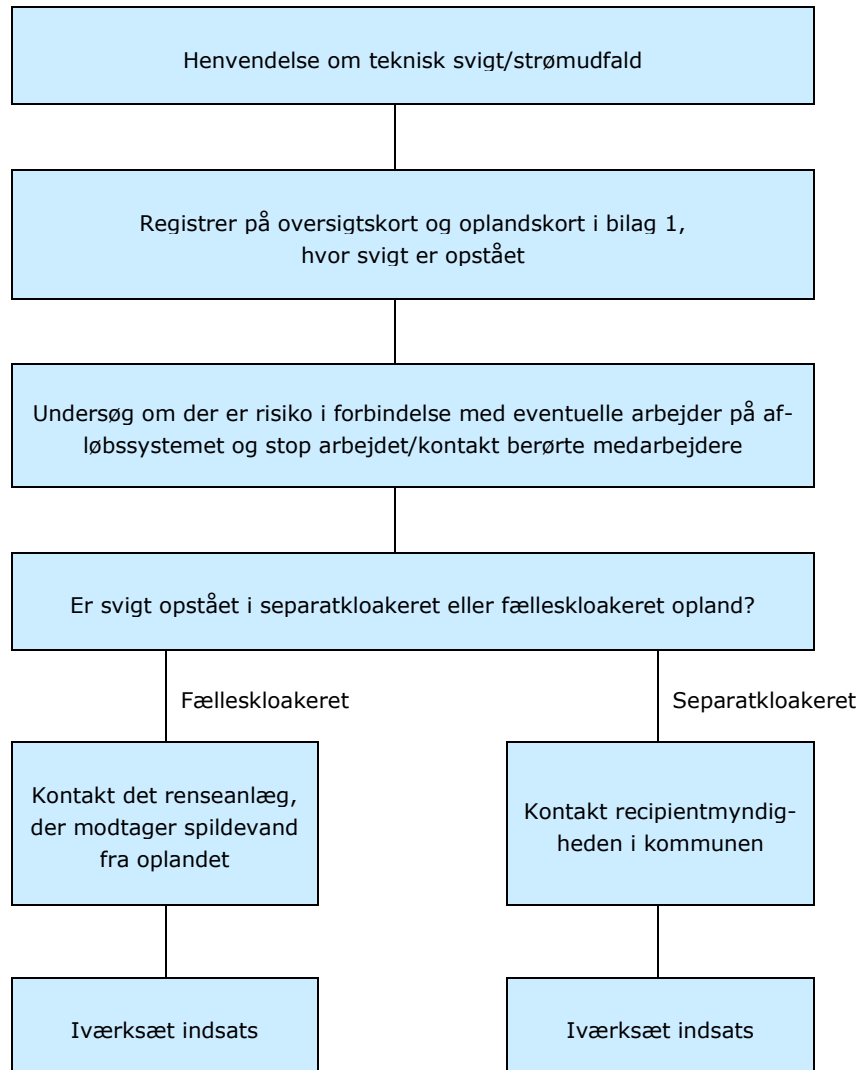 Henvendelse om teknisk svigt/strømudfald
Registrer på oversigtskort og oplandskort i bilag 1,
hvor svigt er opstået
Undersøg om der er risiko i forbindelse med eventuelle arbejder på af-
løbssystemet og stop arbejdet/kontakt berørte medarbejdere
Er svigt opstået i separatkloakeret eller fælleskloakeret opland?
Fælleskloakeret
Separatkloakeret
Kontakt det renseanlæg,
der modtager spildevand
fra oplandet
Kontakt recipientmyndig-
heden i kommunen
Iværksæt indsats
Iværksæt indsats